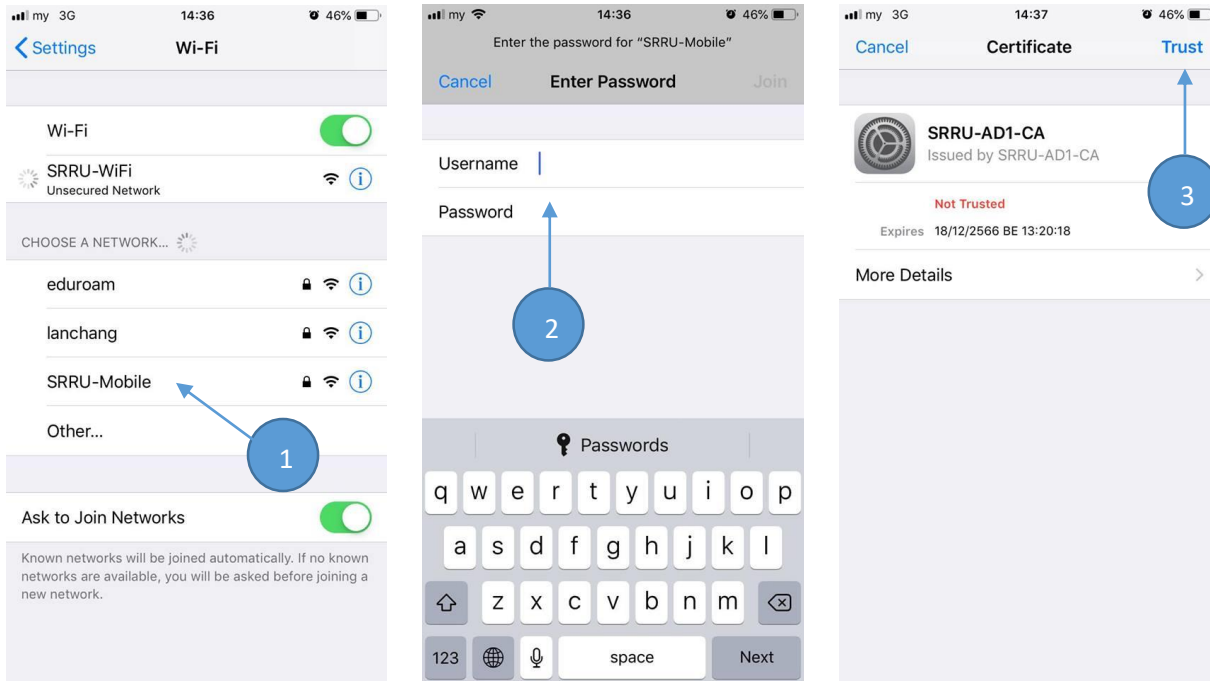 my 3G 14:36 46%
Settings Wi-Fi
Wi-Fi
SRRU-WiFi
Unsecured Network
CHOOSE A NETWORK...
eduroam
lanchang
SRRU-Mobile
Other...
1
Ask to Join Networks
Known networks will be joined automatically. If no known
networks are available, you will be asked before joining a
new network.
my 14:36 46%
Enter the password for “SRRU-Mobile”
Cancel Enter Password Join
Username
Password
2
Passwords
q w e r t y u i o p
a s d f g h j k l
z x c v b n m
123 space Next
my 3G 14:37 46%
Cancel Certificate Trust
SRRU-AD1-CA
Issued by SRRU-AD1-CA
3
Not Trusted
Expires 18/12/2566 BE 13:20:18
More Details